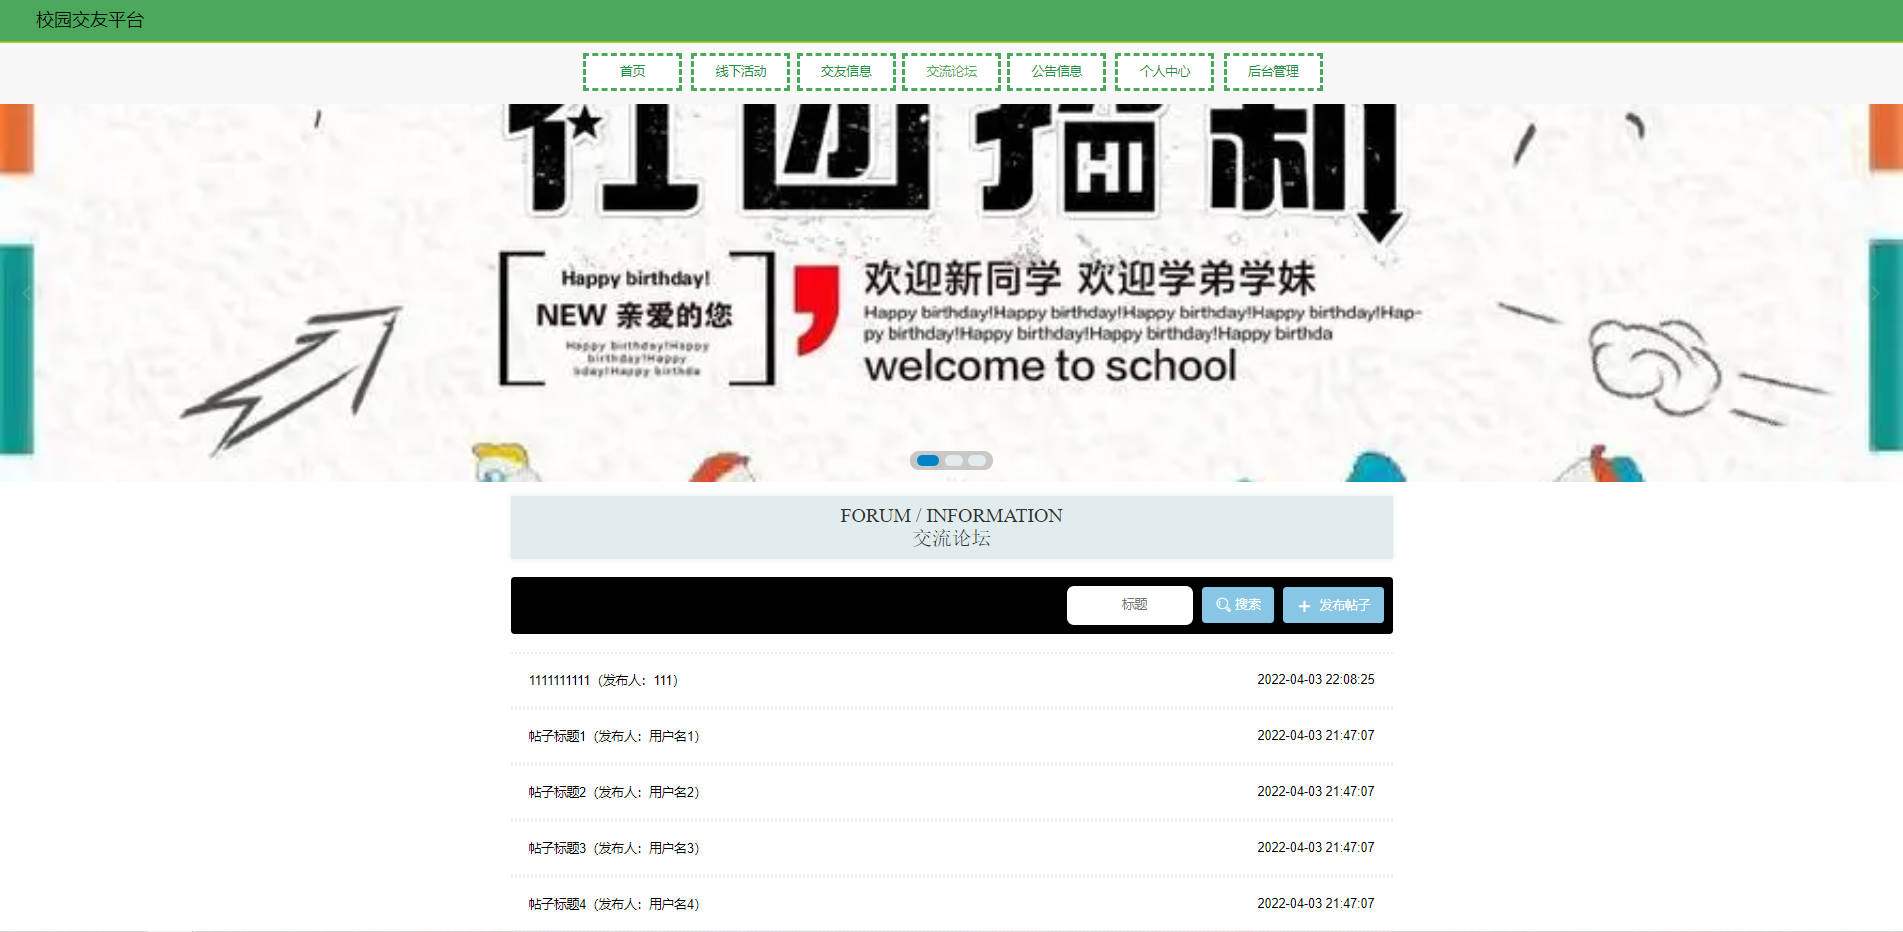 校园交友平台
首页 线下活动 交友信息 交流论坛 公告信息 个人中心 后台管理
社团招新
HI
Happy birthday!
NEW 亲爱的您
Happy birthday!Happy
birthday!Happy
bday!Happy birthda
欢迎新同学 欢迎学弟学妹
Happy birthday!Happy birthday!Happy birthday!Happy birthday!Hap-
py birthday!Happy birthday!Happy birthday!Happy birthda
welcome to school
FORUM / INFORMATION
交流论坛
标题 搜索 + 发布帖子
1111111111（发布人：111） 2022-04-03 22:08:25
帖子标题1（发布人：用户名1） 2022-04-03 21:47:07
帖子标题2（发布人：用户名2） 2022-04-03 21:47:07
帖子标题3（发布人：用户名3） 2022-04-03 21:47:07
帖子标题4（发布人：用户名4） 2022-04-03 21:47:07